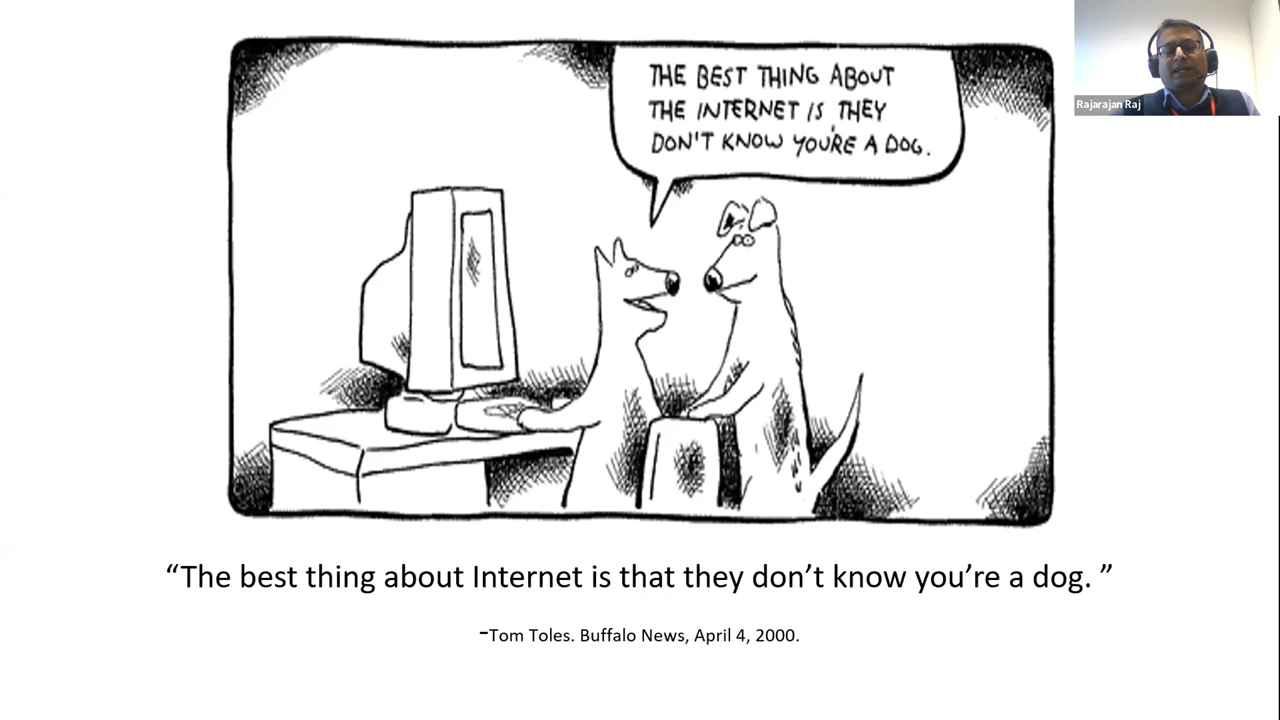 THE BEST THING ABOUT
THE INTERNET IS THEY
DON'T KNOW YOU'RE A DOG.
Rajarajan Raj
“The best thing about Internet is that they don’t know you’re a dog. ”
-Tom Toles. Buffalo News, April 4, 2000.